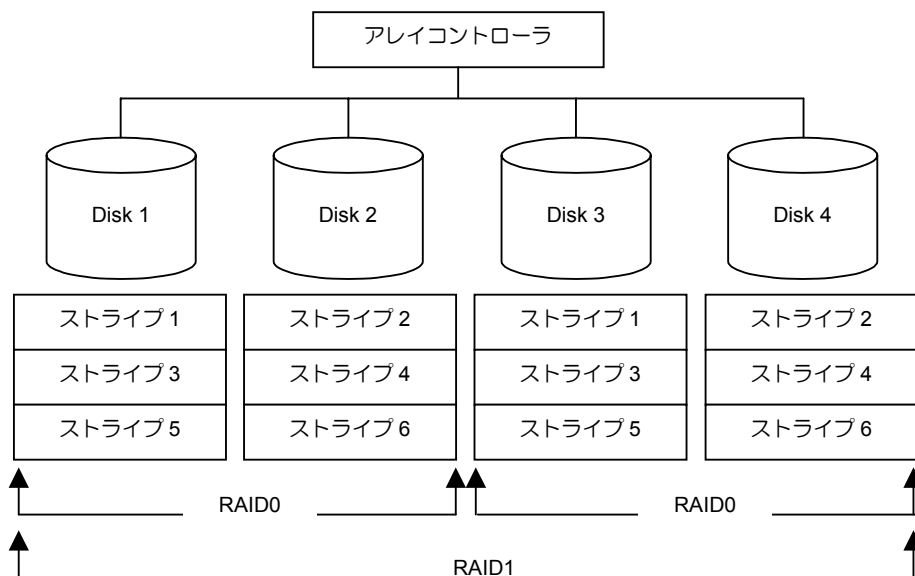 アレイコントローラ
Disk 1 Disk 2 Disk 3 Disk 4
ストライプ 1 ストライプ 2 ストライプ 1 ストライプ 2
ストライプ 3 ストライプ 4 ストライプ 3 ストライプ 4
ストライプ 5 ストライプ 6 ストライプ 5 ストライプ 6
RAID0 RAID0
RAID1